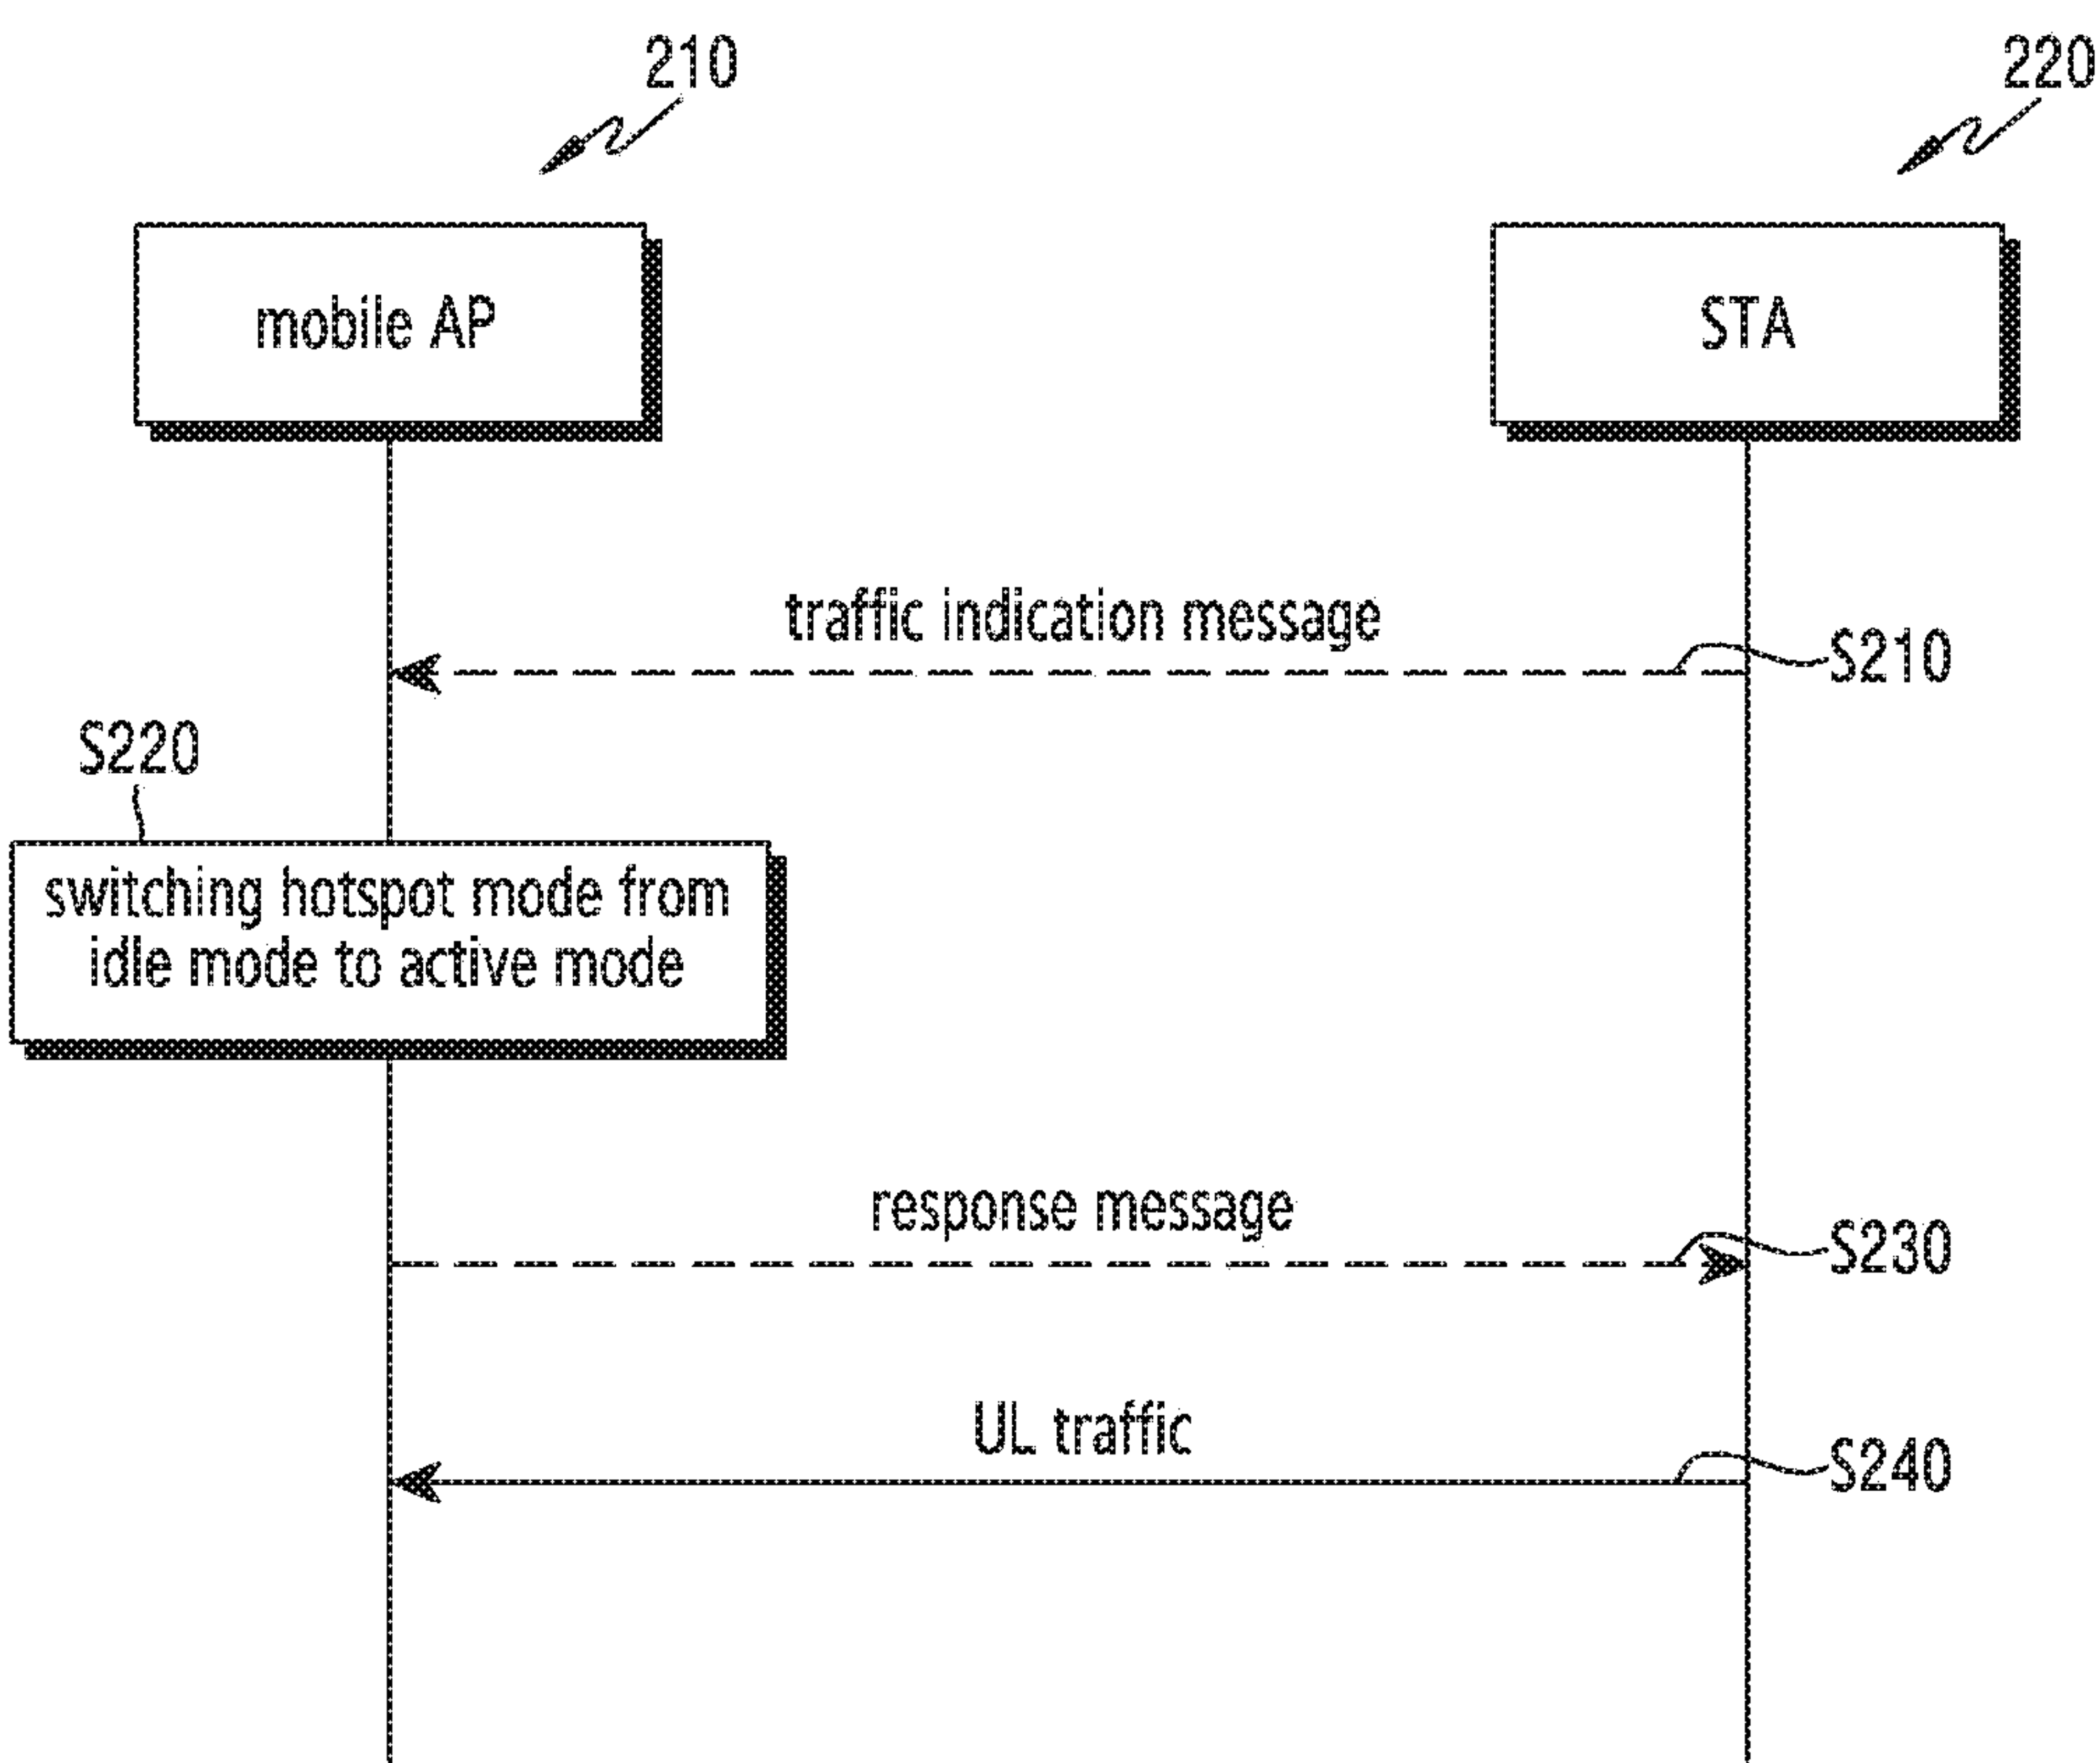 210
220
mobile AP
STA
traffic indication message
S210
S220
switching hotspot mode from
idle mode to active mode
response message
S230
UL traffic
S240